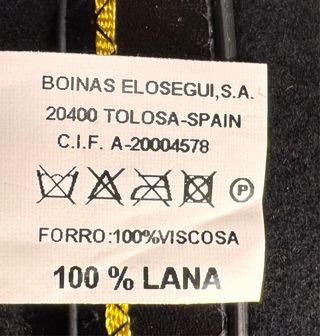 BOINAS ELOSEGUI,S.A.
20400 TOLOSA-SPAIN
C.I.F. A-20004578
P
FORRO:100%VISCOSA
100 % LANA